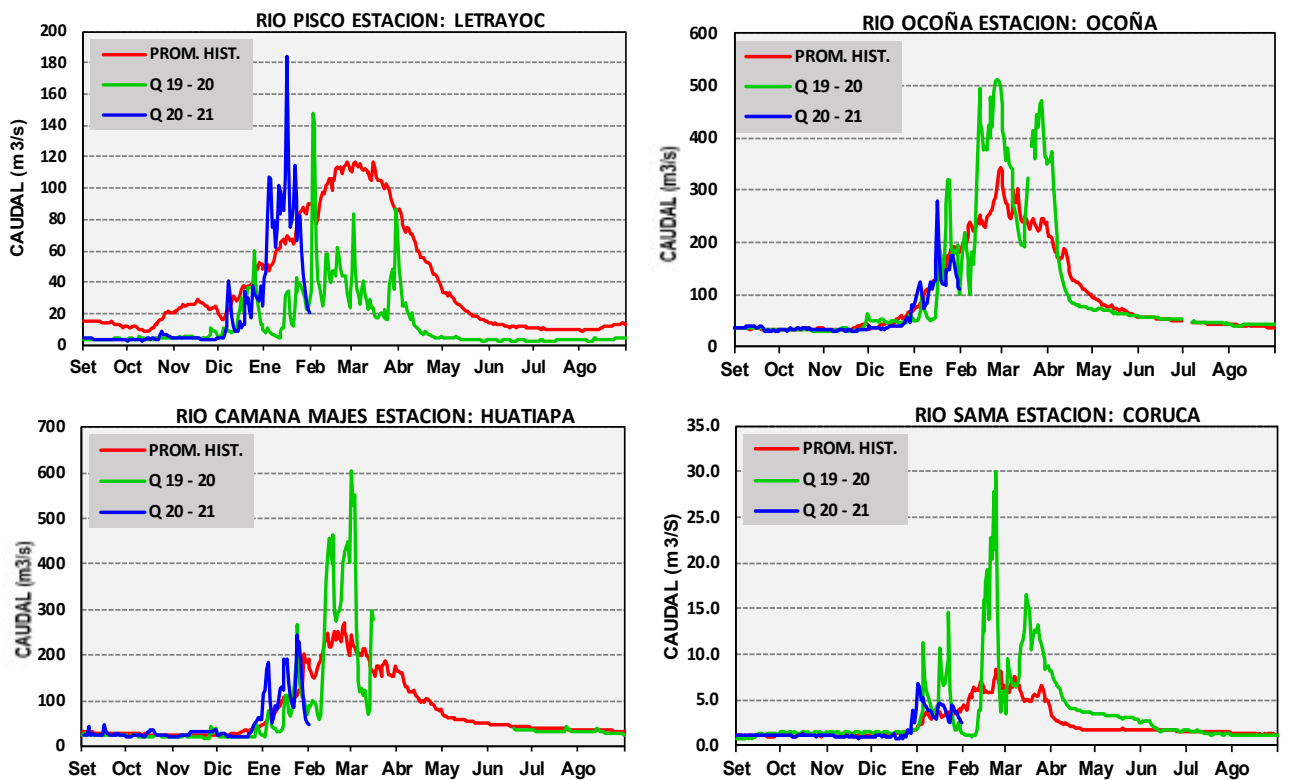 RIO PISCO ESTACION: LETRAYOC
CAUDAL (m 3/s)
200
180
160
140
120
100
80
60
40
20
0
PROM. HIST.
Q 19 - 20
Q 20 - 21
Set Oct Nov Dic Ene Feb Mar Abr May Jun Jul Ago
RIO OCOÑA ESTACION: OCOÑA
CAUDAL (m3/s)
600
500
400
300
200
100
0
PROM. HIST.
Q 19 - 20
Q 20 - 21
Set Oct Nov Dic Ene Feb Mar Abr May Jun Jul Ago
RIO CAMANA MAJES ESTACION: HUATIAPA
CAUDAL (m3/s)
700
600
500
400
300
200
100
0
PROM. HIST.
Q 19 - 20
Q 20 - 21
Set Oct Nov Dic Ene Feb Mar Abr May Jun Jul Ago
RIO SAMA ESTACION: CORUCA
CAUDAL (m 3/S)
35.0
30.0
25.0
20.0
15.0
10.0
5.0
0.0
PROM. HIST.
Q 19 - 20
Q 20 - 21
Set Oct Nov Dic Ene Feb Mar Abr May Jun Jul Ago